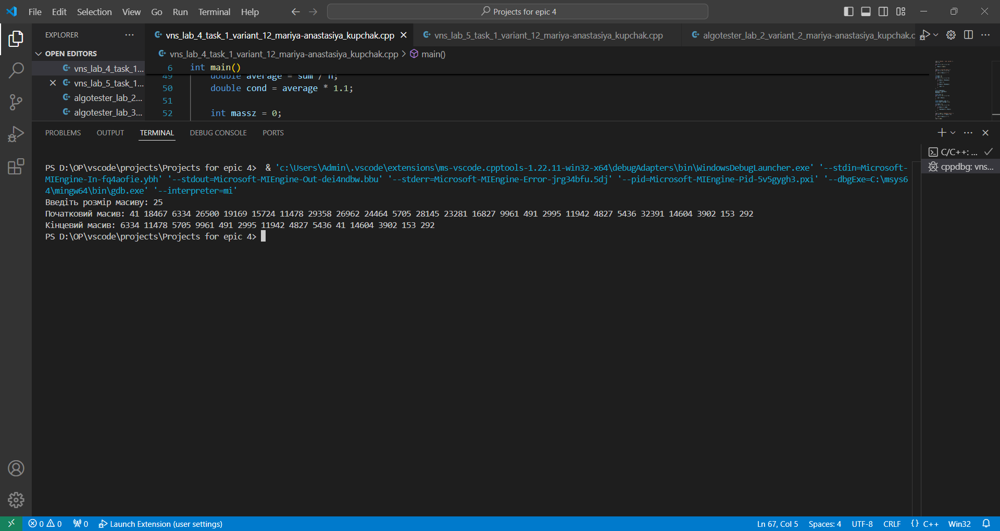 File Edit Selection View Go Run Terminal Help
Projects for epic 4
EXPLORER
OPEN EDITORS
vns_lab_4_task_1...
vns_lab_5_task_1...
algotester_lab_2...
algotester_lab_3...
vns_lab_4_task_1_variant_12_mariya-anastasiya_kupchak.cpp
vns_lab_5_task_1_variant_12_mariya-anastasiya_kupchak.cpp
algotester_lab_2_variant_2_mariya-anastasiya_kupchak.c
vns_lab_4_task_1_variant_12_mariya-anastasiya_kupchak.cpp > main()
6 int main()
49 double average = sum / n;
50 double cond = average * 1.1;
51
52 int massz = 0;
PROBLEMS OUTPUT TERMINAL DEBUG CONSOLE PORTS
C/C++: ...
cppdbg: vns...
PS D:\OP\vscode\projects\Projects for epic 4> & 'c:\Users\Admin\.vscode\extensions\ms-vscode.cpptools-1.22.11-win32-x64\debugAdapters\bin\WindowsDebugLauncher.exe' '--stdin=Microsoft-
MIEngine-In-fq4aofie.ybh' '--stdout=Microsoft-MIEngine-Out-dei4ndbw.bbu' '--stderr=Microsoft-MIEngine-Error-jrg34bfu.5dj' '--pid=Microsoft-MIEngine-Pid-5v5gygh3.pxi' '--dbgExe=C:\msys6
4\mingw64\bin\gdb.exe' '--interpreter=mi'
Введіть розмір масиву: 25
Початковий масив: 41 18467 6334 26500 19169 15724 11478 29358 26962 24464 5705 28145 23281 16827 9961 491 2995 11942 4827 5436 32391 14604 3902 153 292
Кінцевий масив: 6334 11478 5705 9961 491 2995 11942 4827 5436 41 14604 3902 153 292
PS D:\OP\vscode\projects\Projects for epic 4>
0 0 0 Launch Extension (user settings)
Ln 67, Col 5 Spaces: 4 UTF-8 CRLF {} C++ Win32